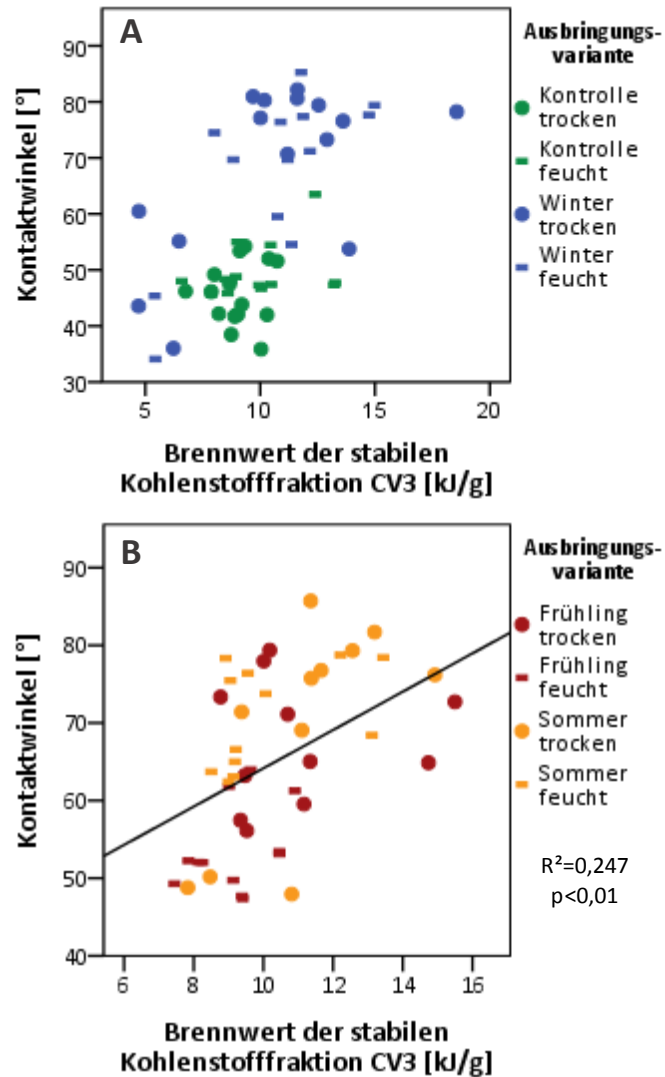 A
Kontaktwinkel [°]
90
80
70
60
50
40
30
5
10
15
20
Brennwert der stabilen
Kohlenstofffraktion CV3 [kJ/g]
Ausbringungs-
variante
Kontrolle
trocken
Kontrolle
feucht
Winter
trocken
Winter
feucht
B
Kontaktwinkel [°]
90
80
70
60
50
40
6
8
10
12
14
16
Brennwert der stabilen
Kohlenstofffraktion CV3 [kJ/g]
Ausbringungs-
variante
Frühling
trocken
Frühling
feucht
Sommer
trocken
Sommer
feucht
R²=0,247
p<0,01